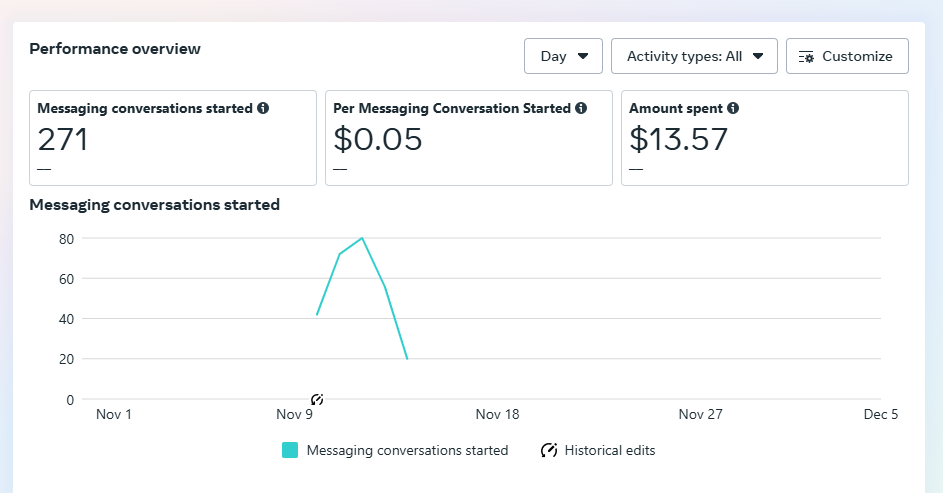 Performance overview
Day
Activity types: All
Customize
Messaging conversations started
271
—
Per Messaging Conversation Started
$0.05
—
Amount spent
$13.57
—
Messaging conversations started
80
60
40
20
0
Nov 1 Nov 9 Nov 18 Nov 27 Dec 5
Messaging conversations started Historical edits